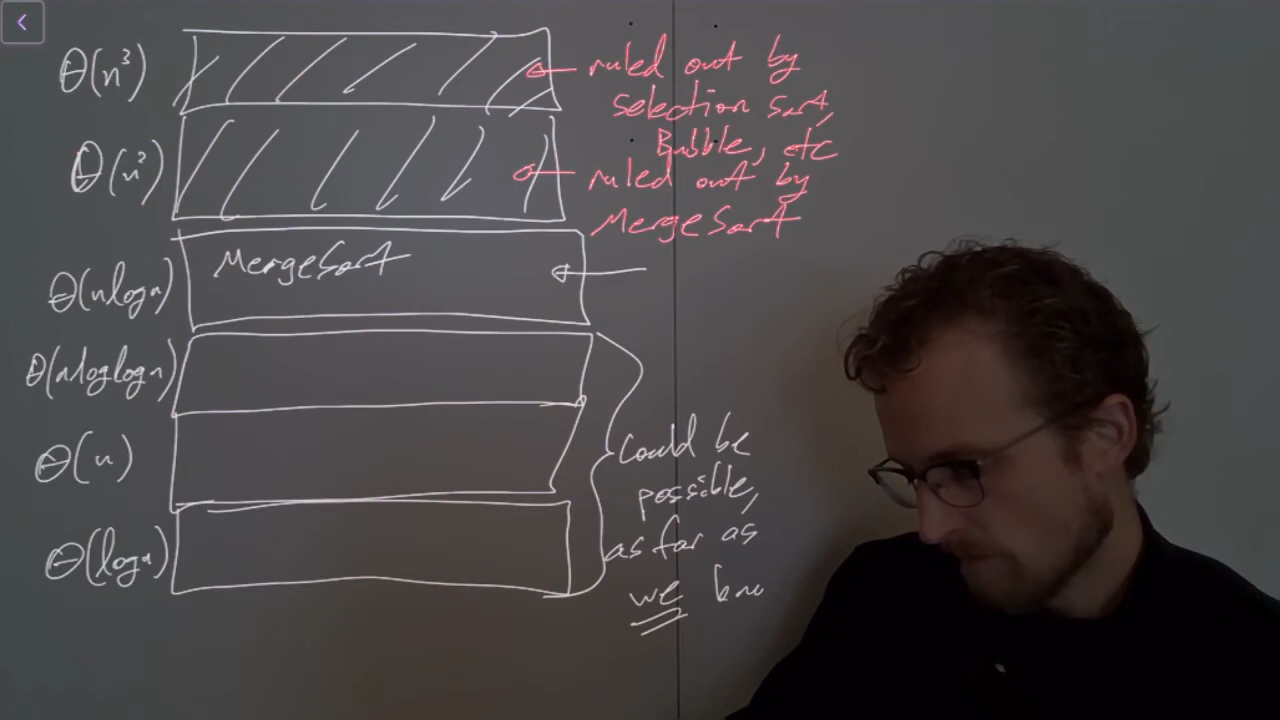 Θ(n³)
ruled out by
selection sort,
Bubble, etc
Θ(n²)
ruled out by
MergeSort
Θ(nlogn)
MergeSort
Θ(nloglogn)
Θ(n)
Could be
possible,
as far as
we
Θ(logn)